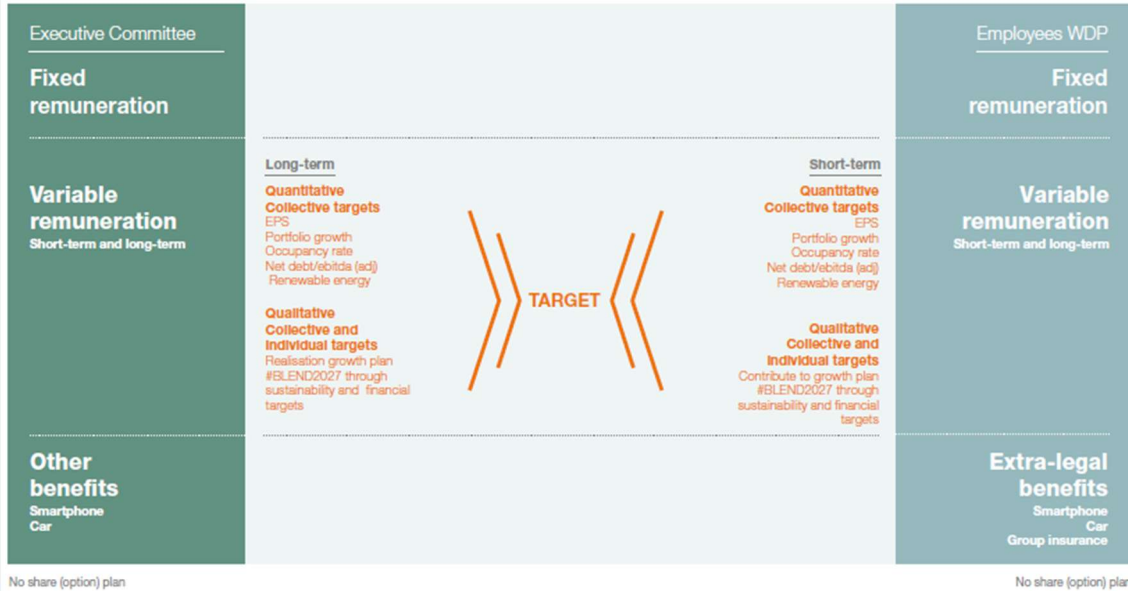 Executive Committee
Fixed
remuneration
Variable
remuneration
Short-term and long-term
Other
benefits
Smartphone
Car
No share (option) plan
Long-term
Quantitative
Collective targets
EPS
Portfolio growth
Occupancy rate
Net debt/ebitda (adj)
Renewable energy
Qualitative
Collective and
Individual targets
Realisation growth plan
#BLEND2027 through
sustainability and financial
targets
TARGET
Short-term
Quantitative
Collective targets
EPS
Portfolio growth
Occupancy rate
Net debt/ebitda (adj)
Renewable energy
Qualitative
Collective and
Individual targets
Contribute to growth plan
#BLEND2027 through
sustainability and financial
targets
Employees WDP
Fixed
remuneration
Variable
remuneration
Short-term and long-term
Extra-legal
benefits
Smartphone
Car
Group insurance
No share (option) plan